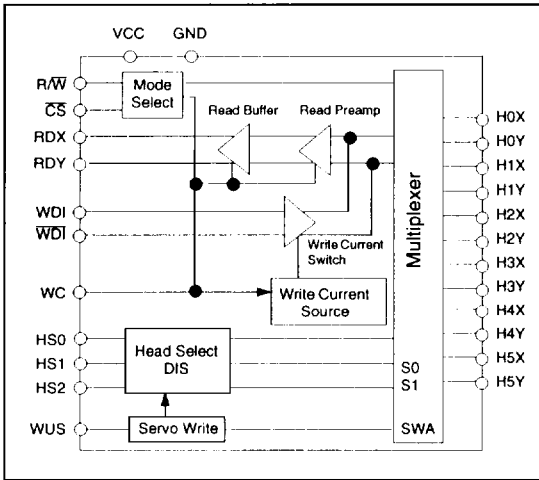 VCC GND
R/W̅
Mode
Select
C̅S̅
Read Buffer Read Preamp
RDX
RDY
WDI
W̅D̅I̅
Write Current
Switch
WC
Write Current
Source
Multiplexer
HS0
HS1
HS2
Head Select
DIS
S0
S1
WUS
Servo Write
SWA
H0X
H0Y
H1X
H1Y
H2X
H2Y
H3X
H3Y
H4X
H4Y
H5X
H5Y